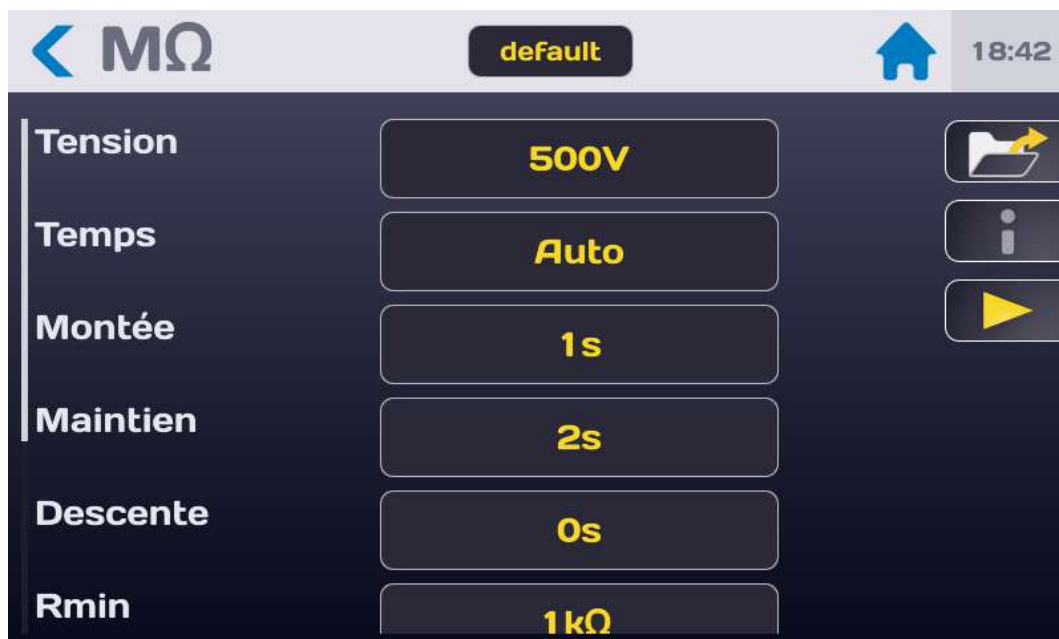 MΩ default 18:42
Tension 500V
Temps Auto
Montée 1s
Maintien 2s
Descente 0s
Rmin 1kΩ